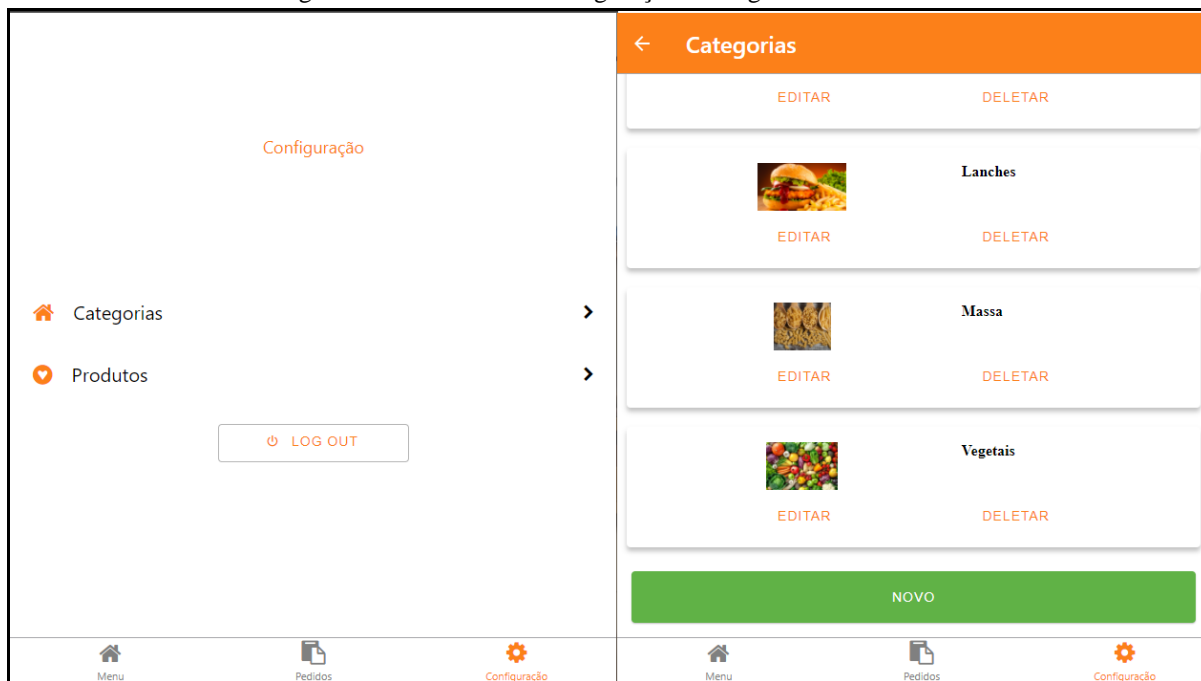 Configuração
Categorias
Produtos
LOG OUT
Menu
Pedidos
Configuração
Categorias
EDITAR DELETAR
Lanches
EDITAR DELETAR
Massa
EDITAR DELETAR
Vegetais
EDITAR DELETAR
NOVO
Menu
Pedidos
Configuração